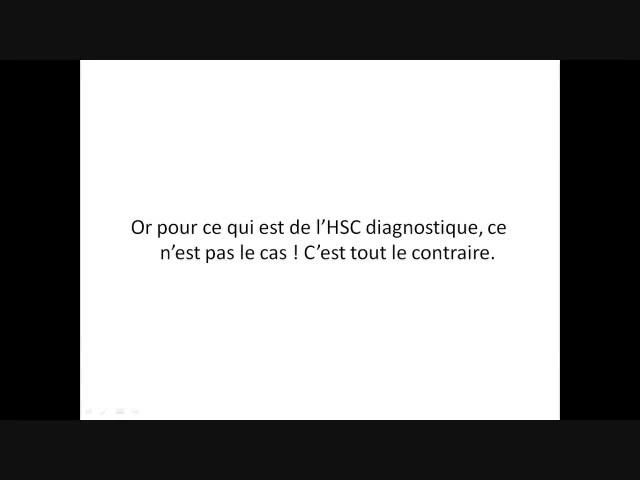 Or pour ce qui est de l’HSC diagnostique, ce
n’est pas le cas ! C’est tout le contraire.